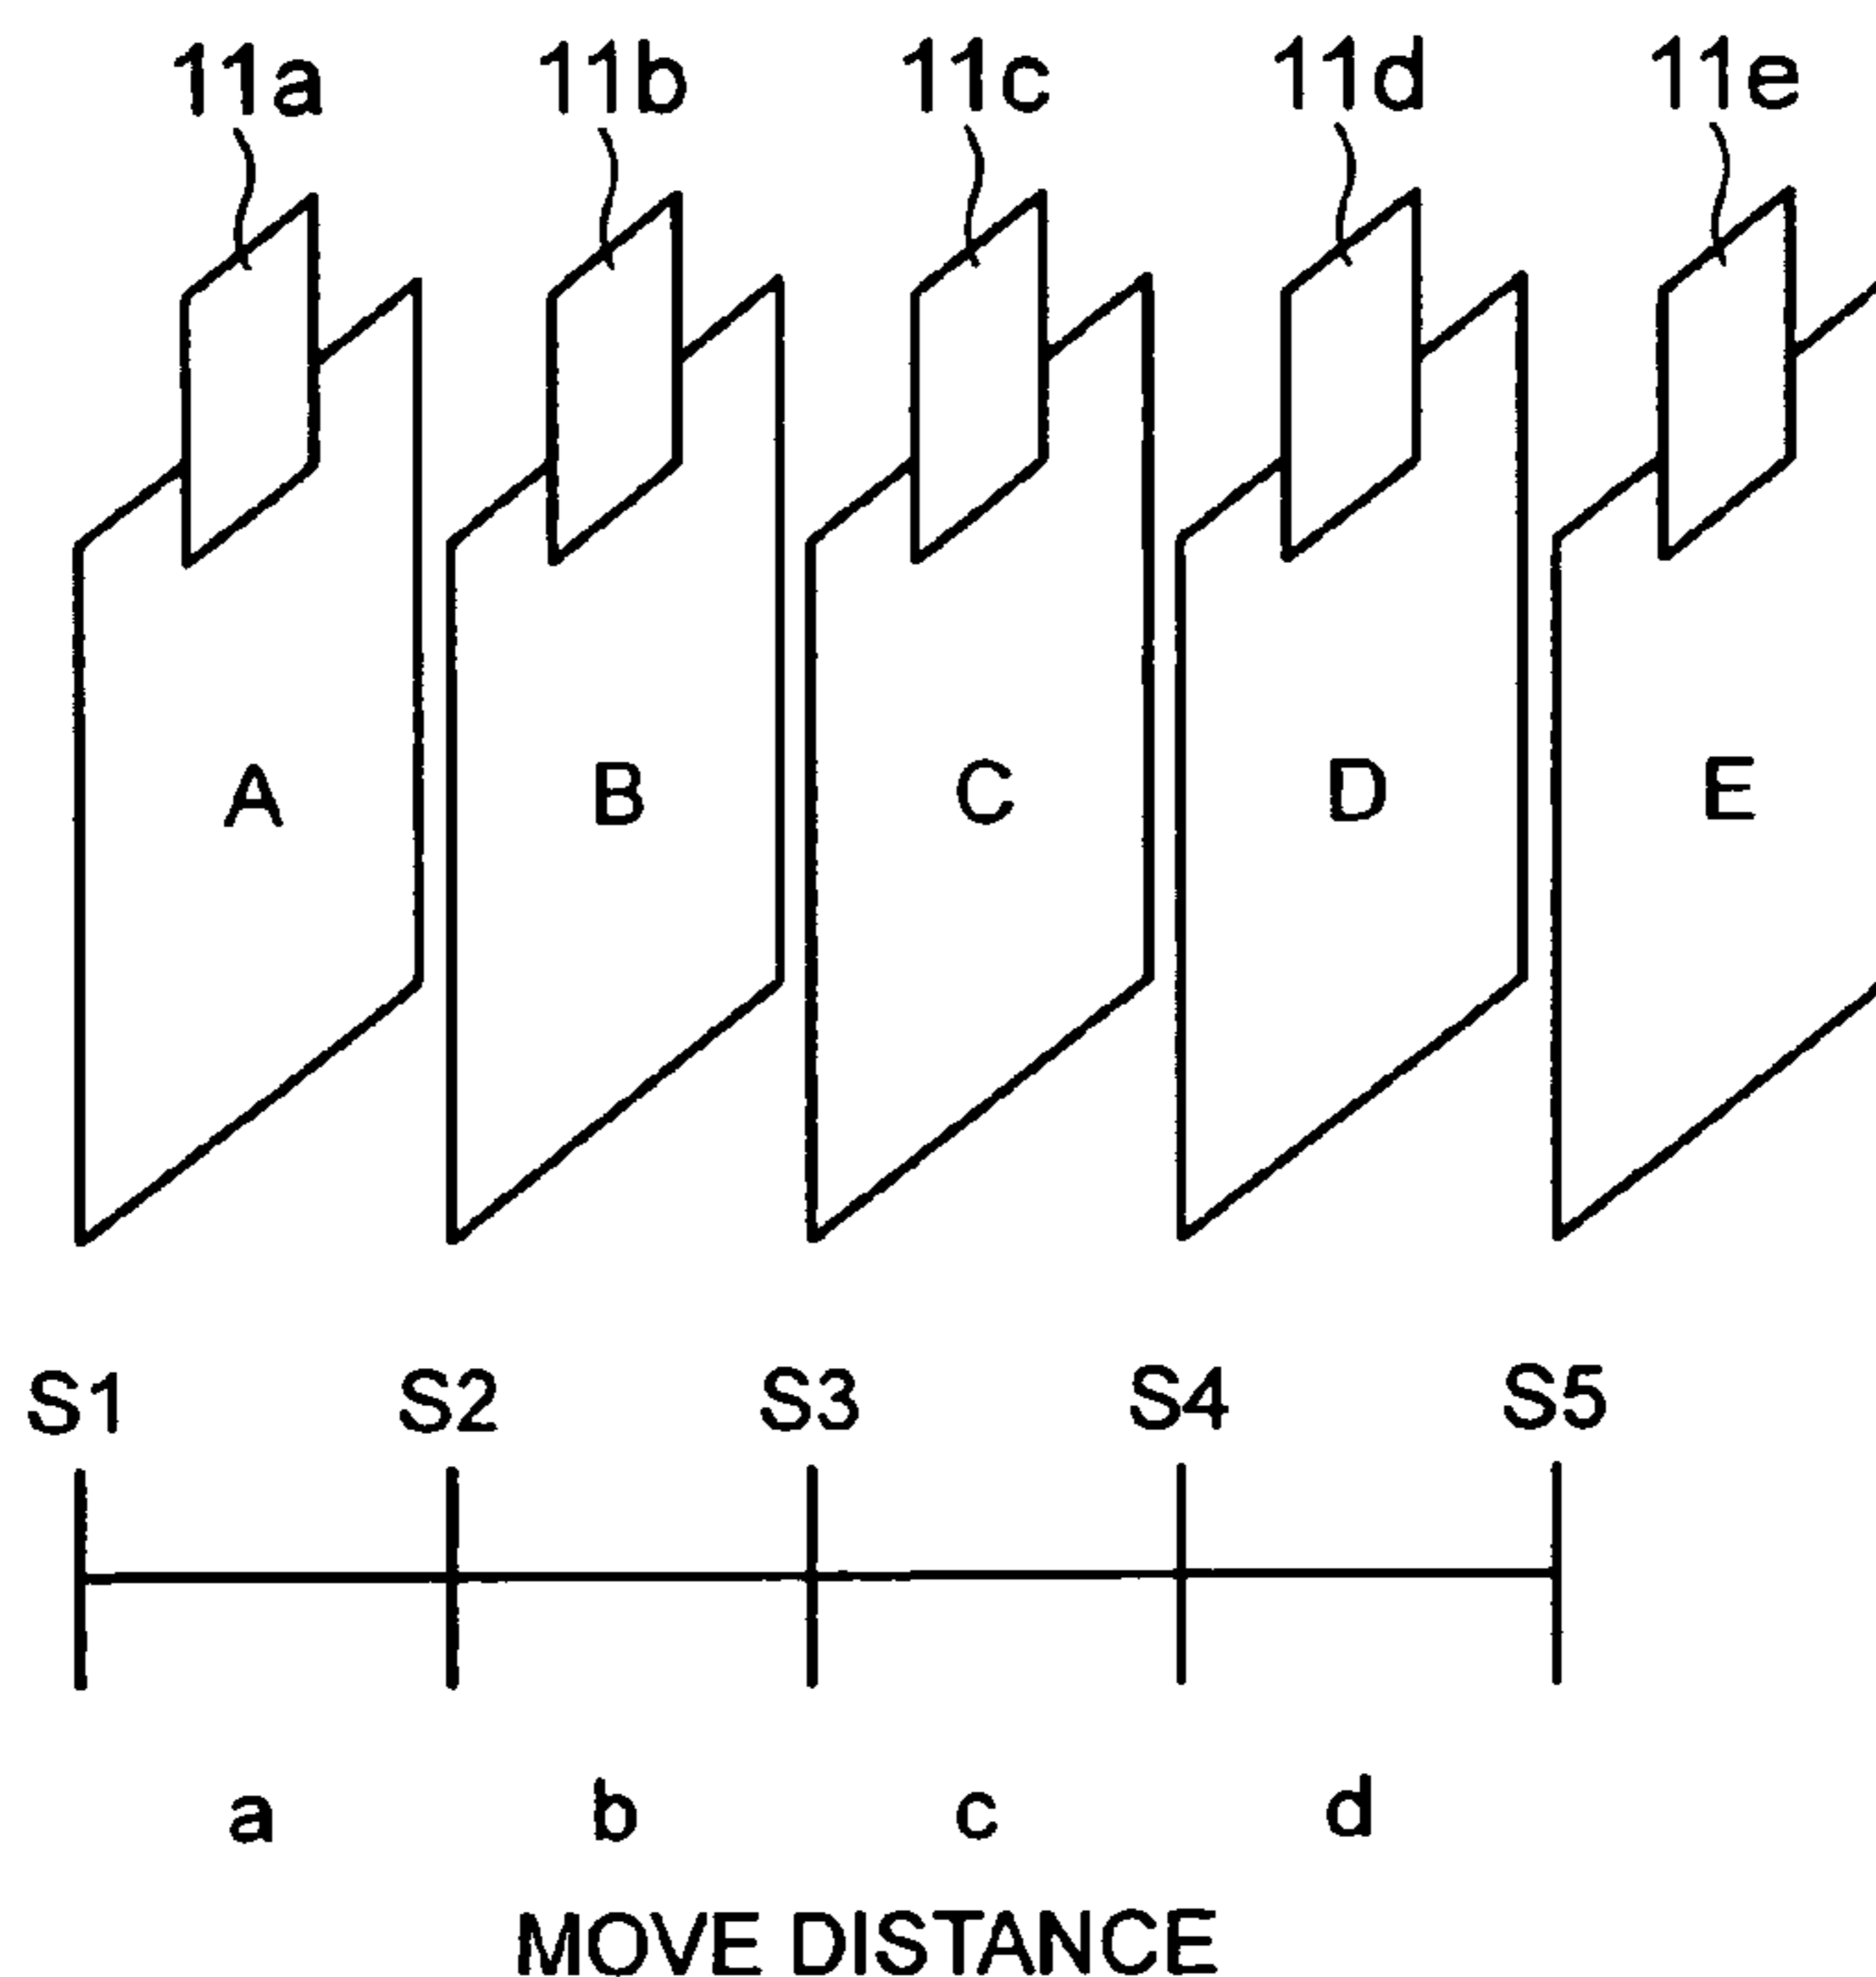 11a 11b 11c 11d 11e
A B C D E
S1 S2 S3 S4 S5
a b c d
MOVE DISTANCE